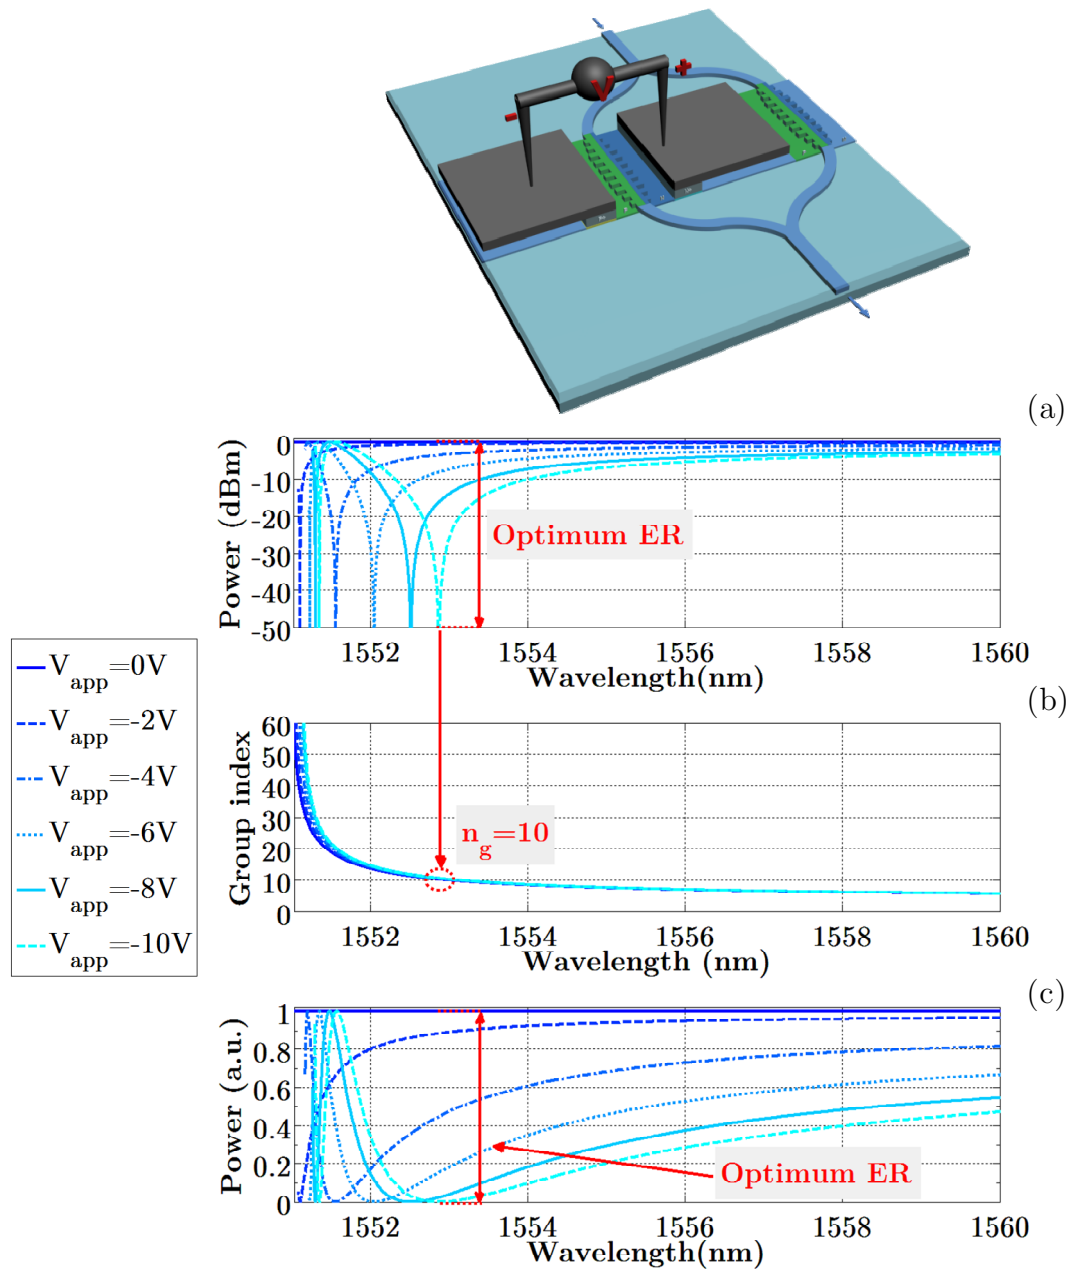 V
+
-
(a)
0
-10
-20
-30
-40
-50
Power (dBm)
Optimum ER
1552 1554 1556 1558 1560
Wavelength(nm)
(b)
V_app=0V
V_app=-2V
V_app=-4V
V_app=-6V
V_app=-8V
V_app=-10V
60
50
40
30
20
10
0
Group index
n_g=10
1552 1554 1556 1558 1560
Wavelength (nm)
(c)
1
0.8
0.6
0.4
0.2
0
Power (a.u.)
Optimum ER
1552 1554 1556 1558 1560
Wavelength(nm)